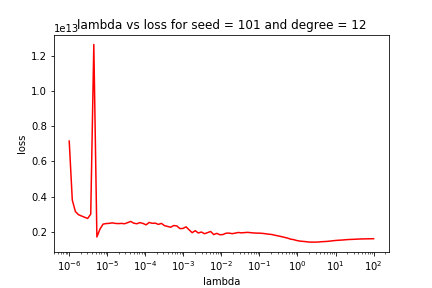 lambda vs loss for seed = 101 and degree = 12
1e13
1.2
1.0
0.8
0.6
0.4
0.2
loss
10⁻⁶ 10⁻⁵ 10⁻⁴ 10⁻³ 10⁻² 10⁻¹ 10⁰ 10¹ 10²
lambda